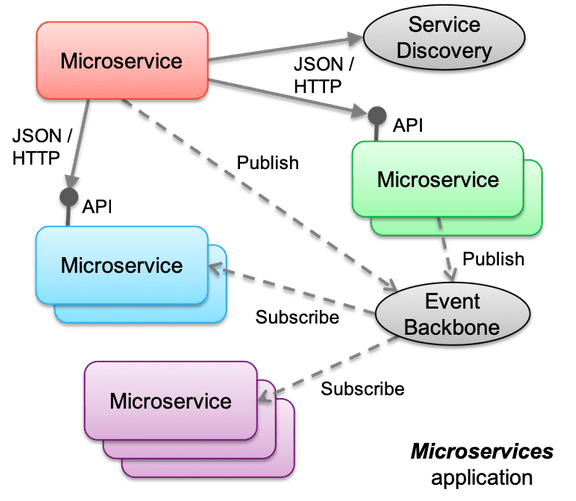 Microservice
Service
Discovery
JSON /
HTTP
JSON /
HTTP
API
Publish
Microservice
API
Microservice
Publish
Event
Backbone
Subscribe
Subscribe
Microservice
Microservices
application